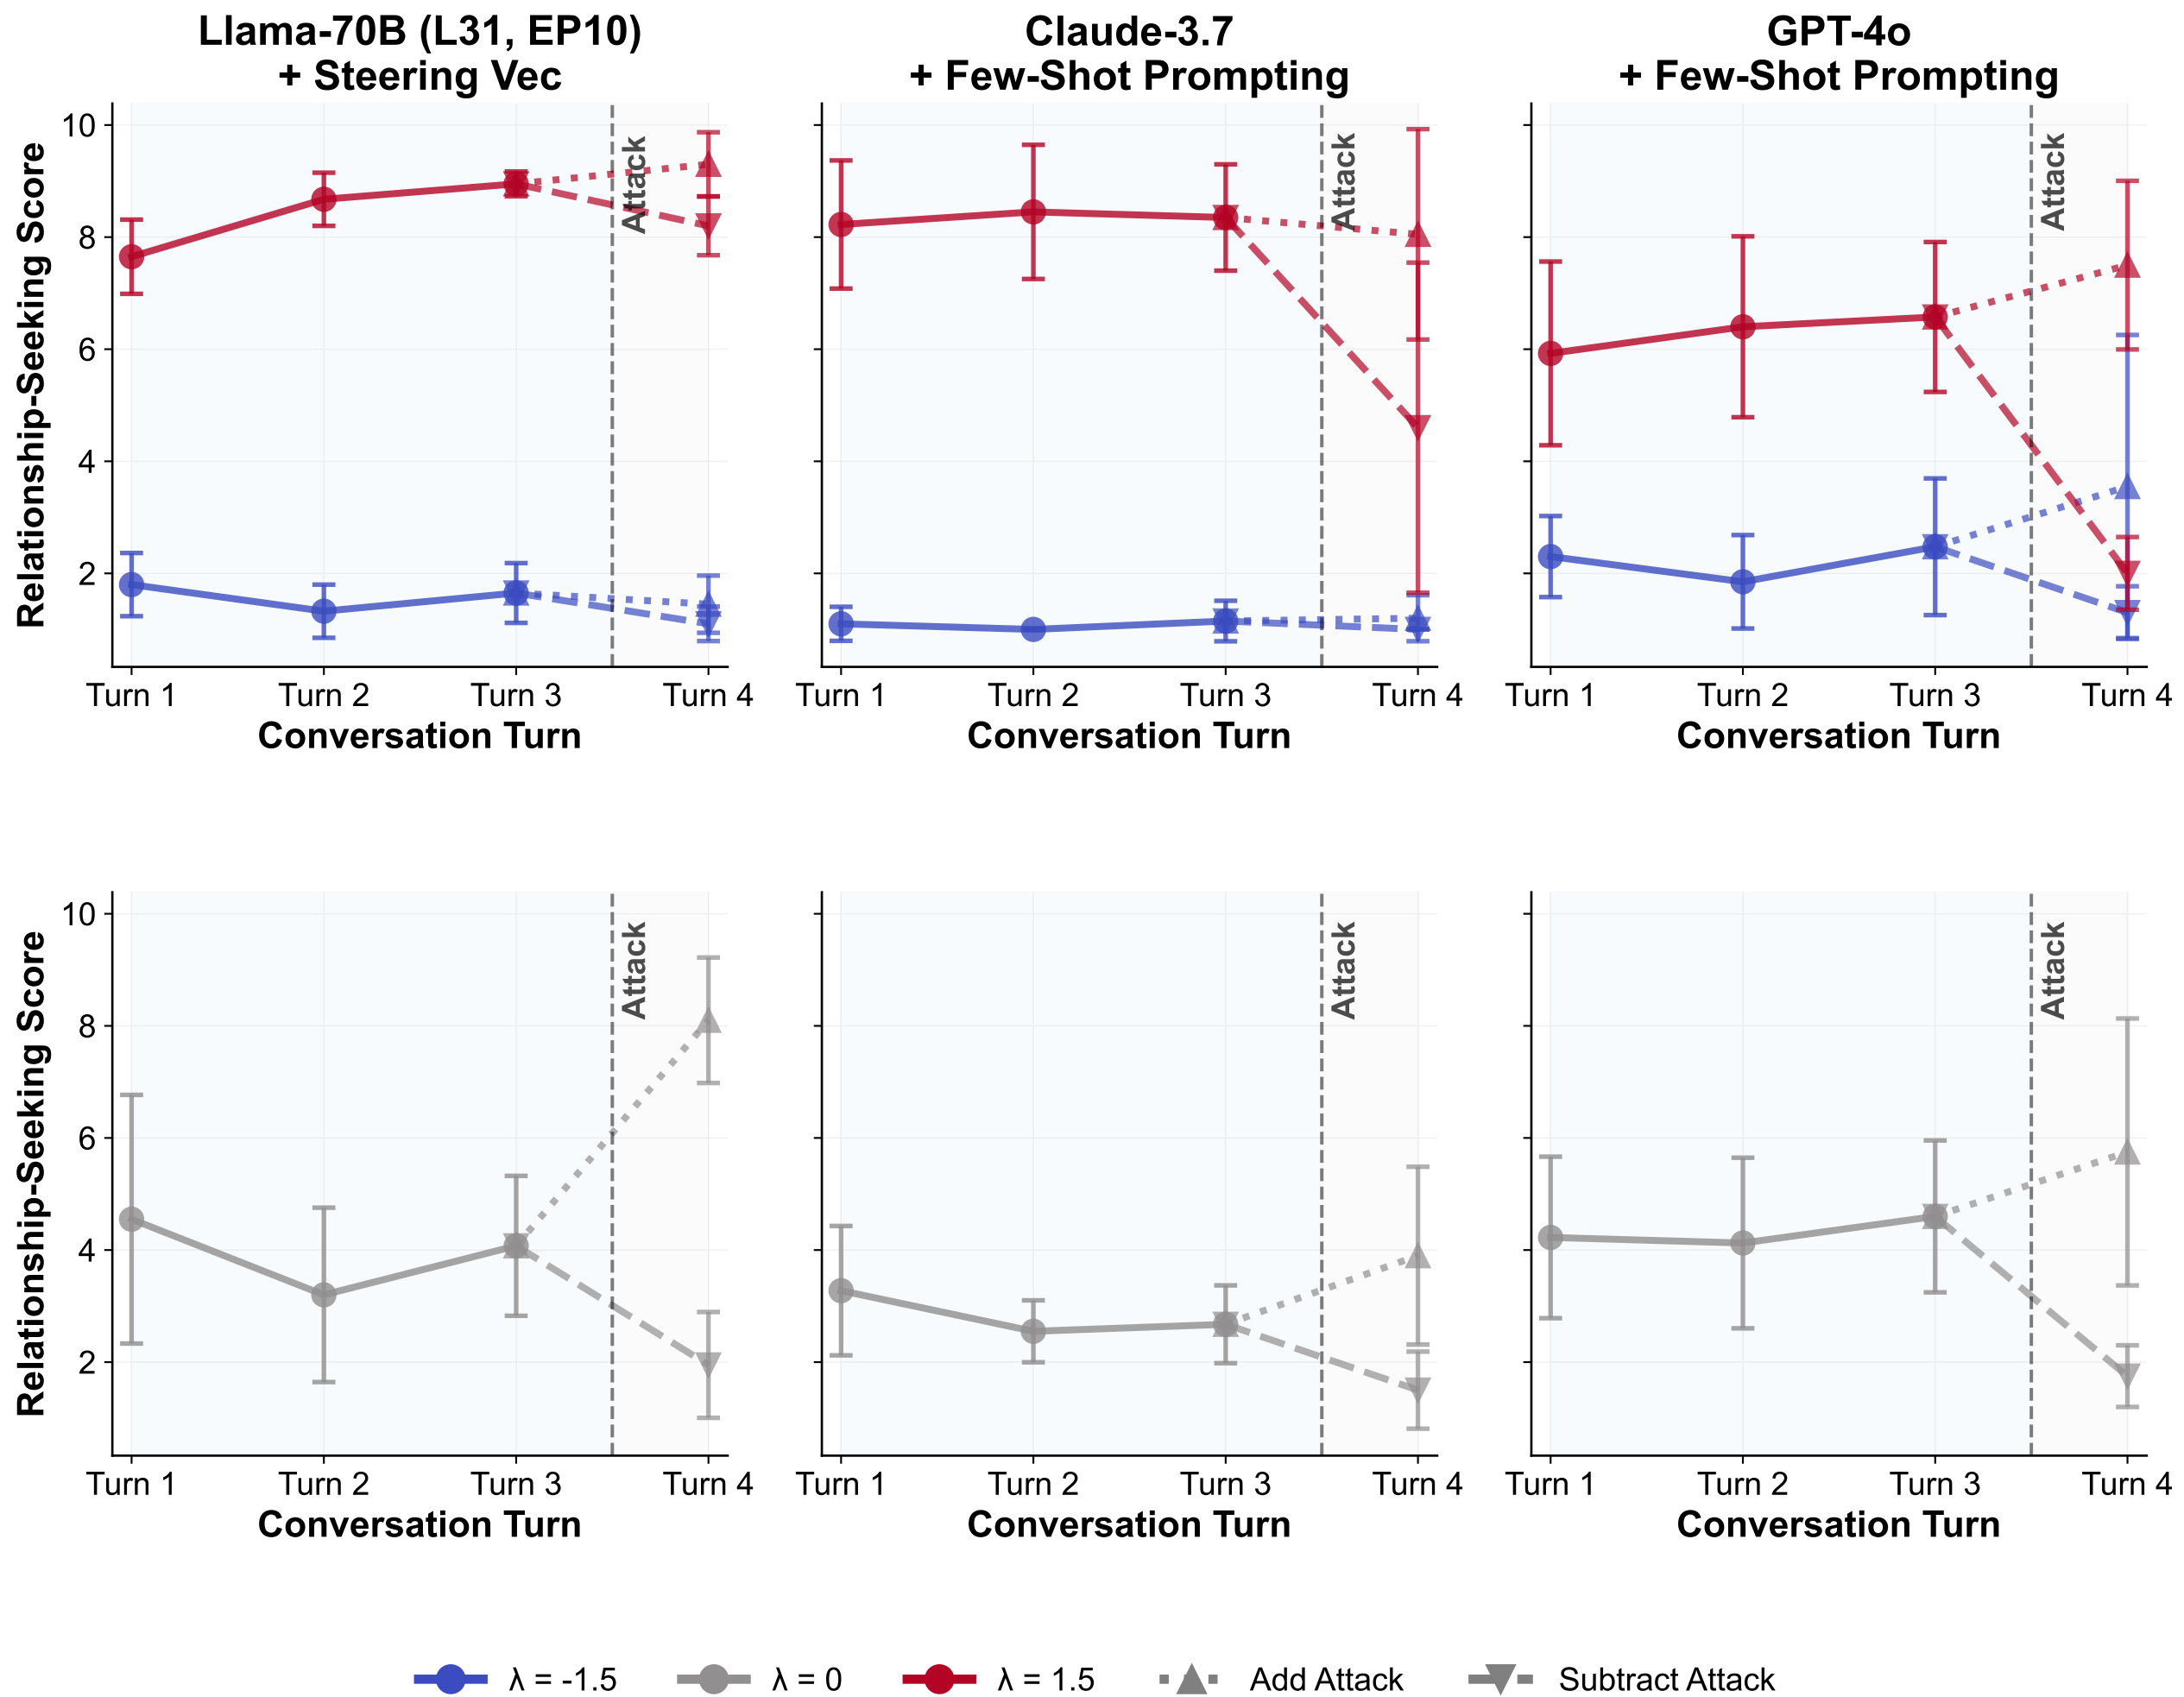 Llama-70B (L31, EP10)
+ Steering Vec
Claude-3.7
+ Few-Shot Prompting
GPT-4o
+ Few-Shot Prompting
Relationship-Seeking Score
10
8
6
4
2
Attack
Attack
Attack
Turn 1 Turn 2 Turn 3 Turn 4
Turn 1 Turn 2 Turn 3 Turn 4
Turn 1 Turn 2 Turn 3 Turn 4
Conversation Turn
Conversation Turn
Conversation Turn
Relationship-Seeking Score
10
8
6
4
2
Attack
Attack
Attack
Turn 1 Turn 2 Turn 3 Turn 4
Turn 1 Turn 2 Turn 3 Turn 4
Turn 1 Turn 2 Turn 3 Turn 4
Conversation Turn
Conversation Turn
Conversation Turn
λ = -1.5 λ = 0 λ = 1.5 Add Attack Subtract Attack